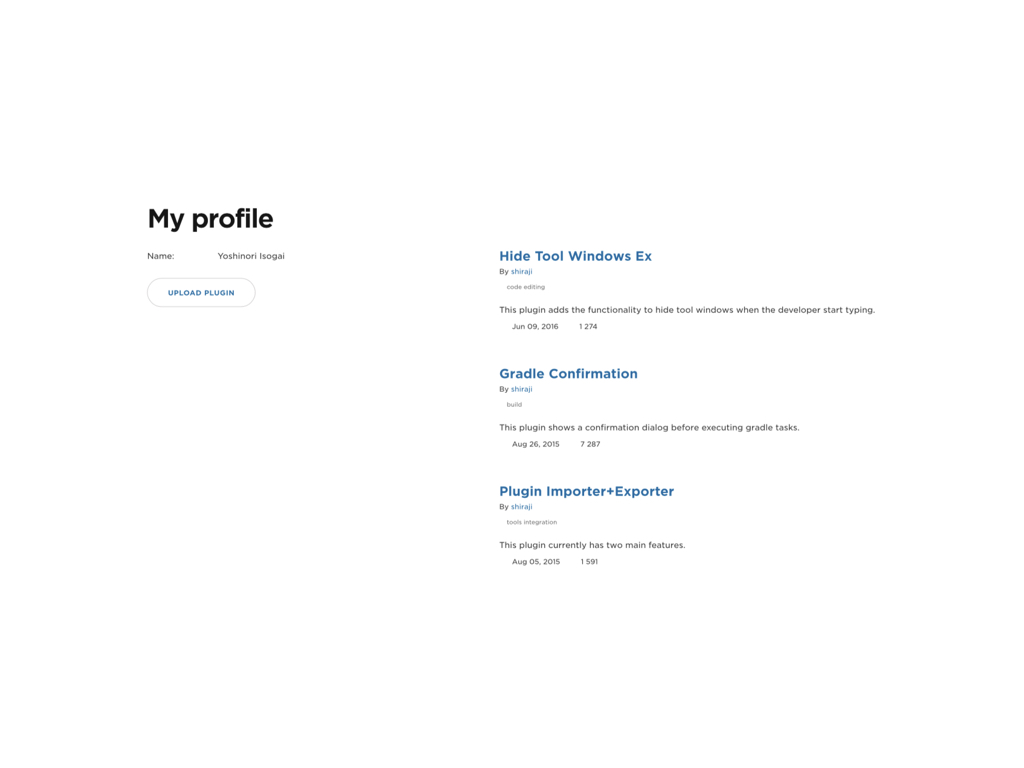 My profile
Name: Yoshinori Isogai
UPLOAD PLUGIN
Hide Tool Windows Ex
By shiraji
code editing
This plugin adds the functionality to hide tool windows when the developer start typing.
Jun 09, 2016 1 274
Gradle Confirmation
By shiraji
build
This plugin shows a confirmation dialog before executing gradle tasks.
Aug 26, 2015 7 287
Plugin Importer+Exporter
By shiraji
tools integration
This plugin currently has two main features.
Aug 05, 2015 1 591